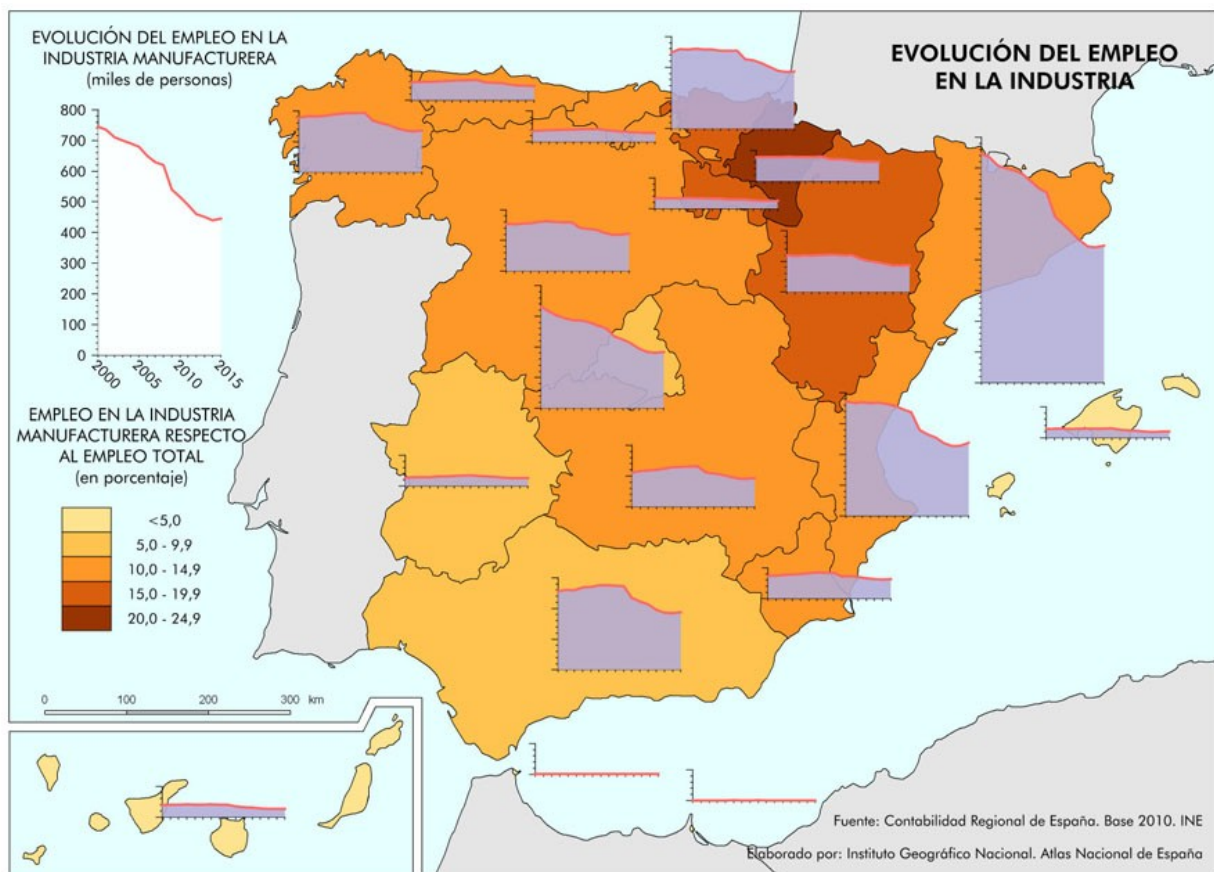 EVOLUCIÓN DEL EMPLEO EN LA
INDUSTRIA MANUFACTURERA
(miles de personas)
800
700
600
500
400
300
200
100
0
2000
2005
2010
2015
EMPLEO EN LA INDUSTRIA
MANUFACTURERA RESPECTO
AL EMPLEO TOTAL
(en porcentaje)
<5,0
5,0 - 9,9
10,0 - 14,9
15,0 - 19,9
20,0 - 24,9
0 100 200 300 km
EVOLUCIÓN DEL EMPLEO
EN LA INDUSTRIA
Fuente: Contabilidad Regional de España. Base 2010. INE
Elaborado por: Instituto Geográfico Nacional. Atlas Nacional de España